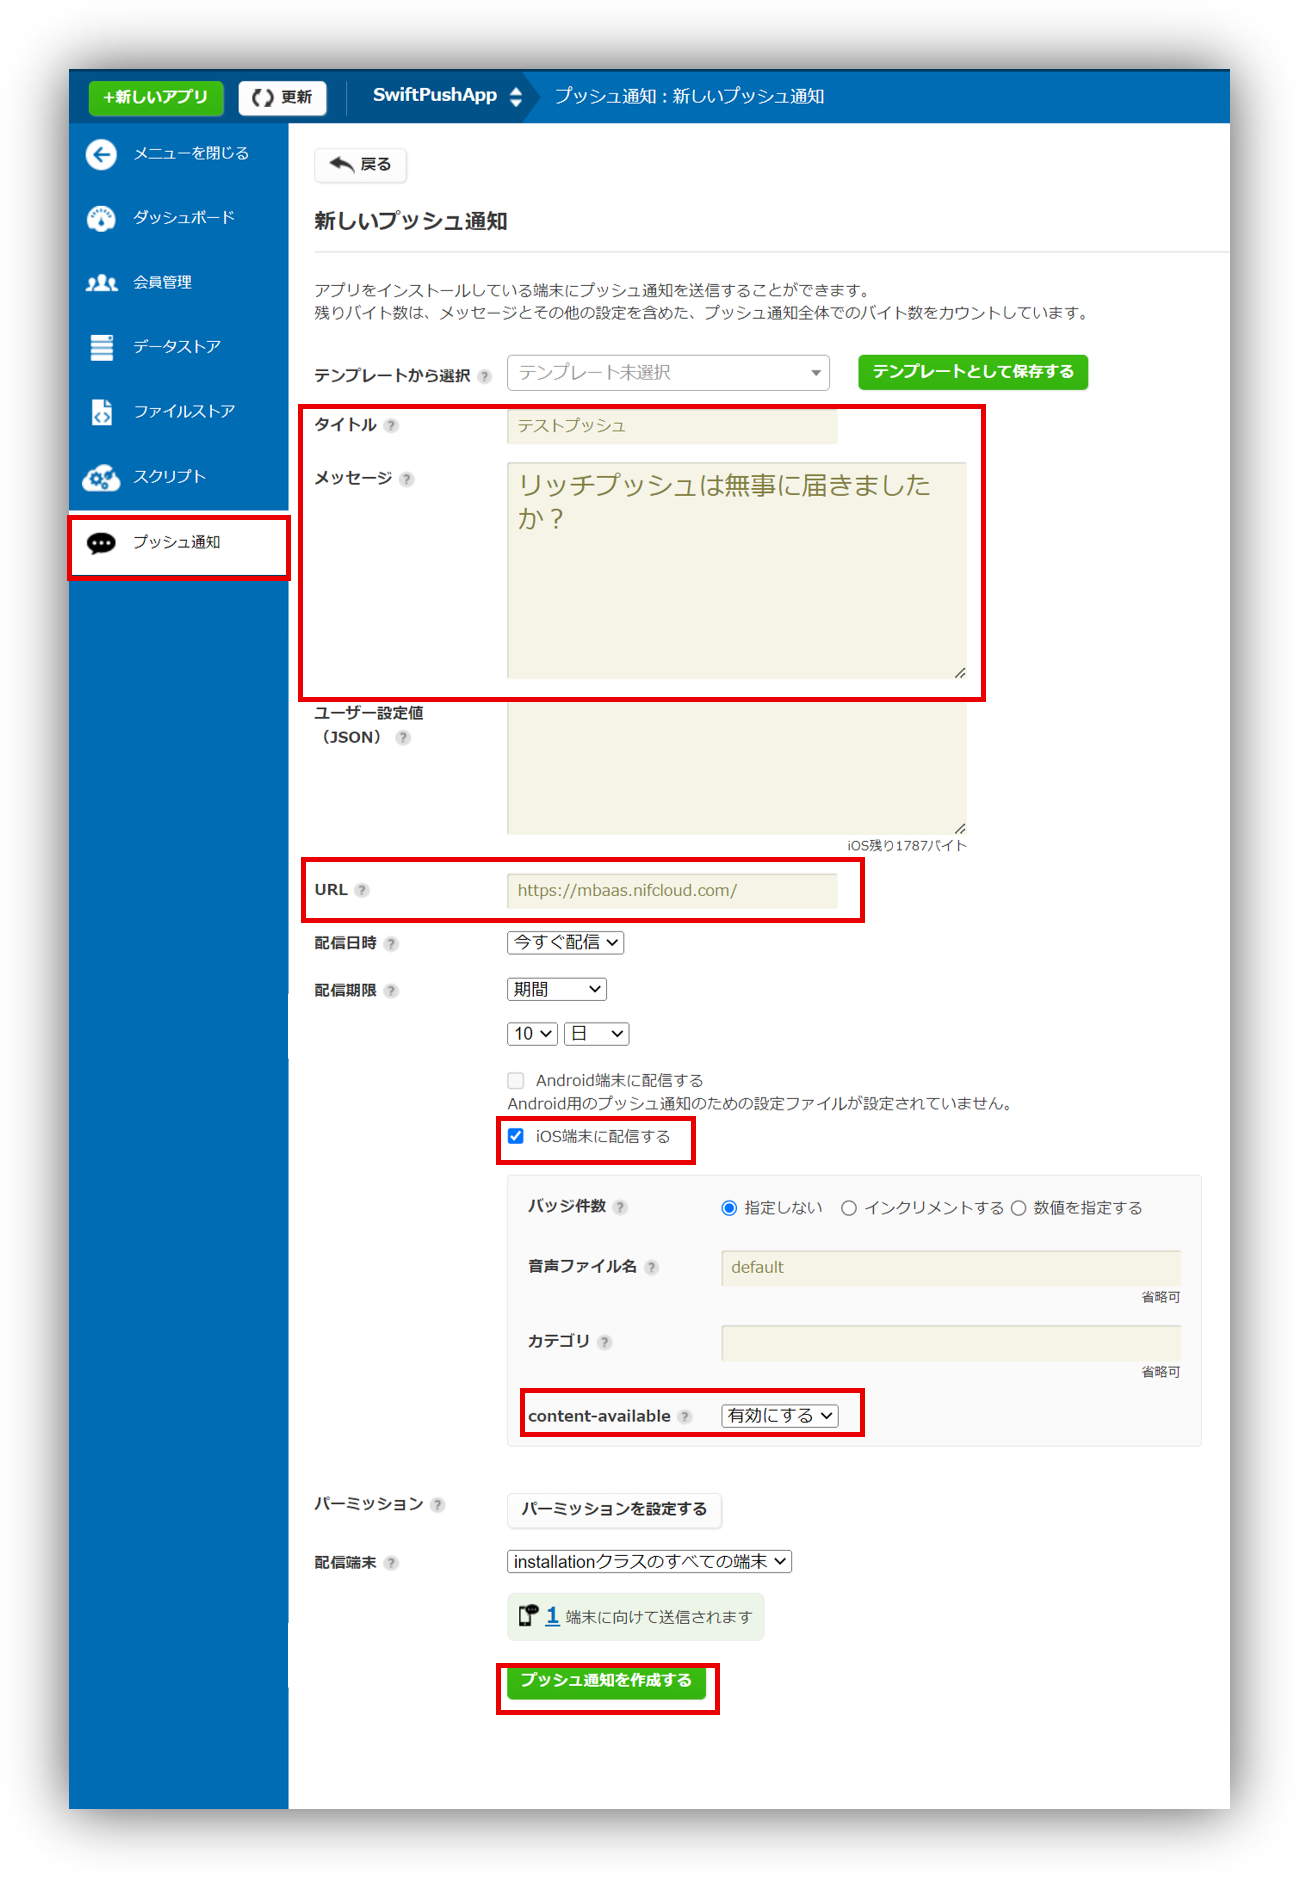 +新しいアプリ
更新
SwiftPushApp
プッシュ通知 : 新しいプッシュ通知
メニューを閉じる
ダッシュボード
会員管理
データストア
ファイルストア
スクリプト
プッシュ通知
戻る
新しいプッシュ通知
アプリをインストールしている端末にプッシュ通知を送信することができます。
残りバイト数は、メッセージとその他の設定を含めた、プッシュ通知全体でのバイト数をカウントしています。
テンプレートから選択 ?
テンプレート未選択
テンプレートとして保存する
タイトル ?
テストプッシュ
メッセージ ?
リッチプッシュは無事に届きました
か？
ユーザー設定値
（JSON） ?
iOS残り1787バイト
URL ?
https://mbaas.nifcloud.com/
配信日時 ?
今すぐ配信
配信期限 ?
期間
10 日
Android端末に配信する
Android用のプッシュ通知のための設定ファイルが設定されていません。
iOS端末に配信する
バッジ件数 ?
指定しない インクリメントする 数値を指定する
音声ファイル名 ?
default
省略可
カテゴリ ?
省略可
content-available ?
有効にする
パーミッション ?
パーミッションを設定する
配信端末 ?
installationクラスのすべての端末
1 端末に向けて送信されます
プッシュ通知を作成する